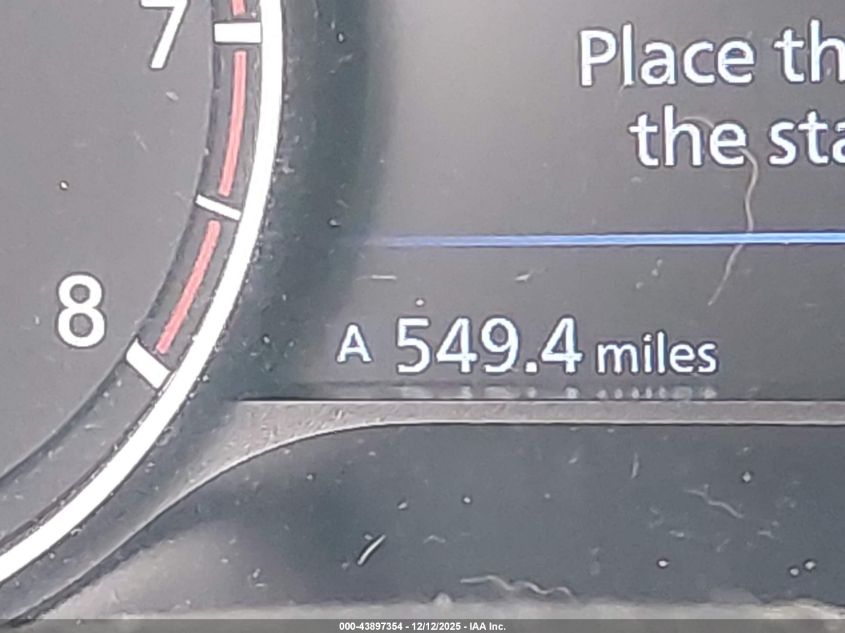 7
Place th
the sta
8
A 549.4 miles
000-43897354 - 12/12/2025 - IAA Inc.